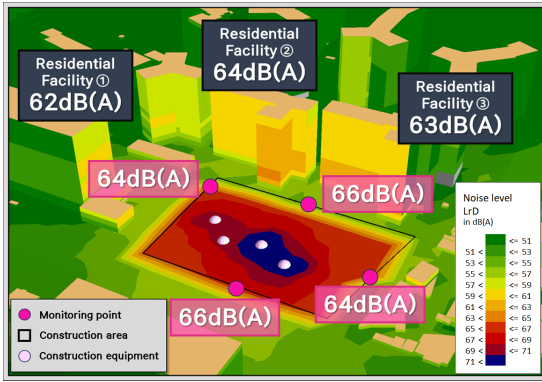 Residential
Facility ①
62dB(A)
Residential
Facility ②
64dB(A)
Residential
Facility ③
63dB(A)
64dB(A)
66dB(A)
66dB(A)
64dB(A)
Monitoring point
Construction area
Construction equipment
Noise level
LrD
in dB(A)
<= 51
51 < <= 53
53 < <= 55
55 < <= 57
57 < <= 59
59 < <= 61
61 < <= 63
63 < <= 65
65 < <= 67
67 < <= 69
69 < <= 71
71 <